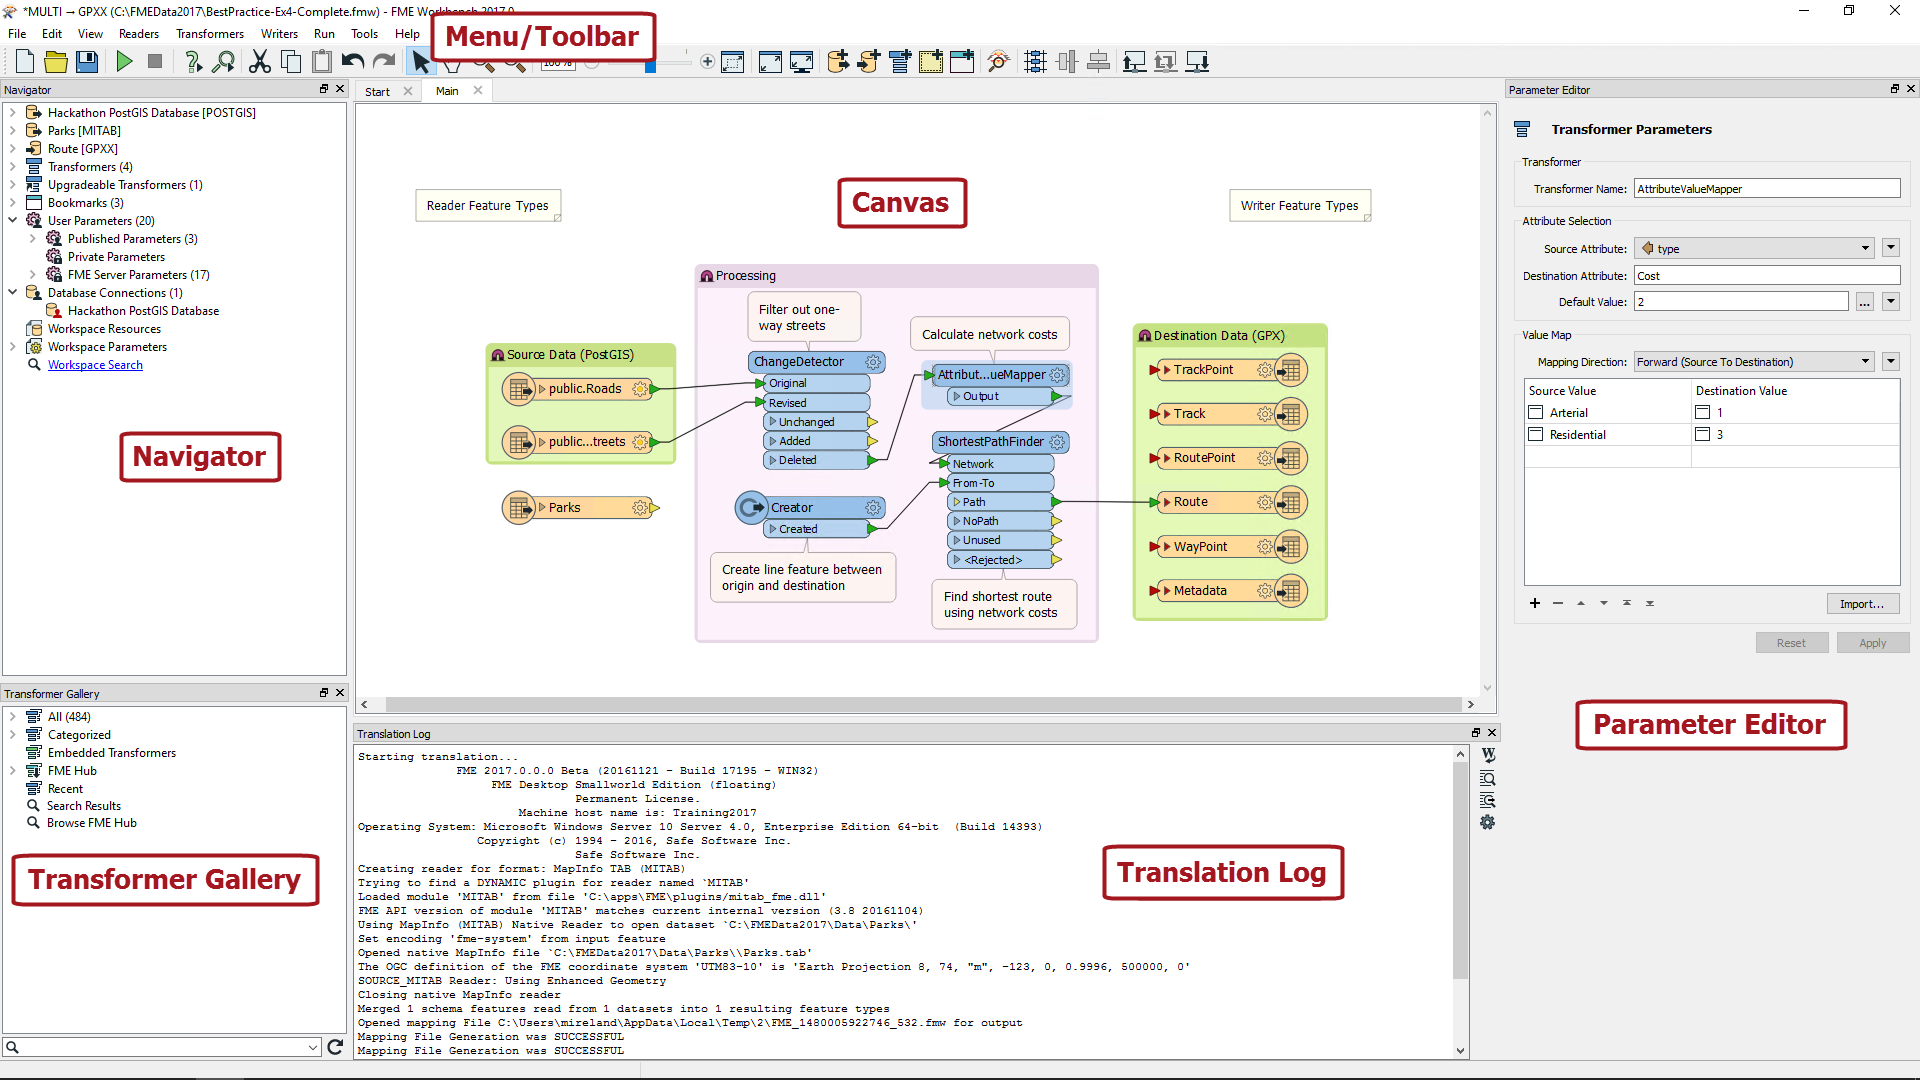 *MULTI → GPXX (C:\FMEData2017\BestPractice-Ex4-Complete.fmw) - FME Workbench 2017.0
File Edit View Readers Transformers Writers Run Tools Help
Menu/Toolbar
Navigator
Hackathon PostGIS Database [POSTGIS]
Parks [MITAB]
Route [GPXX]
Transformers (4)
Upgradeable Transformers (1)
Bookmarks (3)
User Parameters (20)
Published Parameters (3)
Private Parameters
FME Server Parameters (17)
Database Connections (1)
Hackathon PostGIS Database
Workspace Resources
Workspace Parameters
Workspace Search
Navigator
Transformer Gallery
All (484)
Categorized
Embedded Transformers
FME Hub
Recent
Search Results
Browse FME Hub
Transformer Gallery
Start Main
Canvas
Reader Feature Types
Writer Feature Types
Source Data (PostGIS)
public.Roads
public...treets
Parks
Processing
Filter out one-
way streets
ChangeDetector
Original
Revised
Unchanged
Added
Deleted
Creator
Created
Create line feature between
origin and destination
Calculate network costs
Attribut...ueMapper
Output
ShortestPathFinder
Network
From-To
Path
NoPath
Unused
<Rejected>
Find shortest route
using network costs
Destination Data (GPX)
TrackPoint
Track
RoutePoint
Route
WayPoint
Metadata
Translation Log
Starting translation...
FME 2017.0.0.0 Beta (20161121 - Build 17195 - WIN32)
FME Desktop Smallworld Edition (floating)
Permanent License.
Machine host name is: Training2017
Operating System: Microsoft Windows Server 10 Server 4.0, Enterprise Edition 64-bit (Build 14393)
Copyright (c) 1994 - 2016, Safe Software Inc.
Safe Software Inc.
Creating reader for format: MapInfo TAB (MITAB)
Trying to find a DYNAMIC plugin for reader named `MITAB'
Loaded module 'MITAB' from file 'C:\apps\FME\plugins/mitab_fme.dll'
FME API version of module 'MITAB' matches current internal version (3.8 20161104)
Using MapInfo (MITAB) Native Reader to open dataset `C:\FMEData2017\Data\Parks\'
Set encoding 'fme-system' from input feature
Opened native MapInfo file `C:\FMEData2017\Data\Parks\\Parks.tab'
The OGC definition of the FME coordinate system 'UTM83-10' is 'Earth Projection 8, 74, "m", -123, 0, 0.9996, 500000, 0'
SOURCE_MITAB Reader: Using Enhanced Geometry
Closing native MapInfo reader
Merged 1 schema features read from 1 datasets into 1 resulting feature types
Opened mapping File C:\Users\mireland\AppData\Local\Temp\2\FME_1480005922746_532.fmw for output
Mapping File Generation was SUCCESSFUL
Mapping File Generation was SUCCESSFUL
Translation Log
Parameter Editor
Transformer Parameters
Transformer
Transformer Name: AttributeValueMapper
Attribute Selection
Source Attribute: type
Destination Attribute: Cost
Default Value: 2 ...
Value Map
Mapping Direction: Forward (Source To Destination)
Source Value Destination Value
Arterial 1
Residential 3
Import...
Reset Apply
Parameter Editor